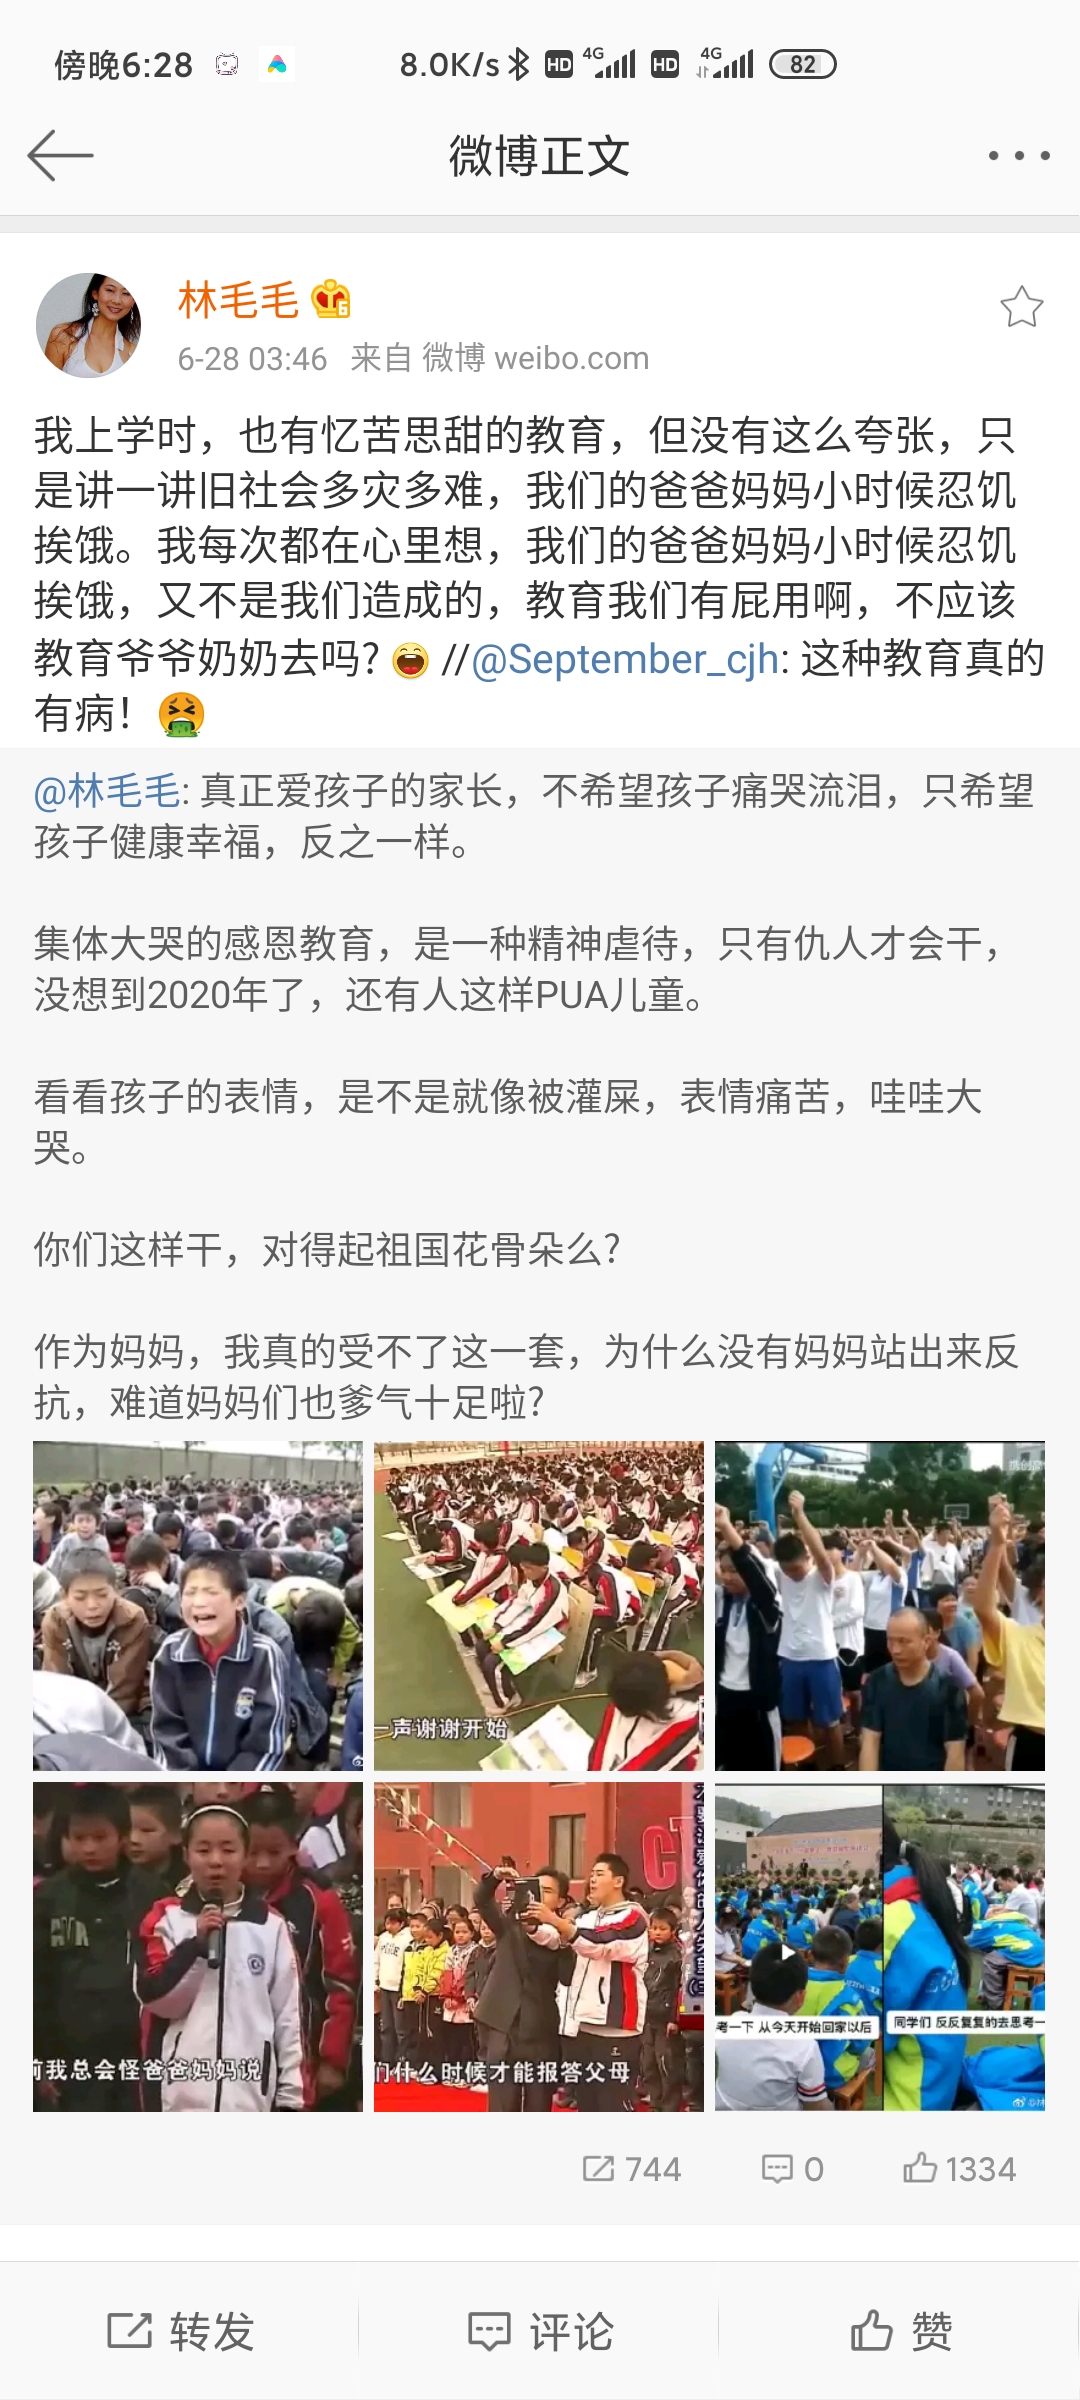 傍晚6:28
8.0K/s
HD
4G
HD
4G
82
微博正文
林毛毛
6
6-28 03:46 来自 微博 weibo.com
我上学时，也有忆苦思甜的教育，但没有这么夸张，只
是讲一讲旧社会多灾多难，我们的爸爸妈妈小时候忍饥
挨饿。我每次都在心里想，我们的爸爸妈妈小时候忍饥
挨饿，又不是我们造成的，教育我们有屁用啊，不应该
教育爷爷奶奶去吗? 😄 //@September_cjh: 这种教育真的
有病！🤮
@林毛毛: 真正爱孩子的家长，不希望孩子痛哭流泪，只希望
孩子健康幸福，反之一样。
集体大哭的感恩教育，是一种精神虐待，只有仇人才会干，
没想到2020年了，还有人这样PUA儿童。
看看孩子的表情，是不是就像被灌屎，表情痛苦，哇哇大
哭。
你们这样干，对得起祖国花骨朵么?
作为妈妈，我真的受不了这一套，为什么没有妈妈站出来反
抗，难道妈妈们也爹气十足啦?
一声谢谢开始
前我总会怪爸爸妈妈说
们什么时候才能报答父母
考一下 从今天开始回家以后
同学们 反反复复的去思考一
744
0
1334
转发
评论
赞